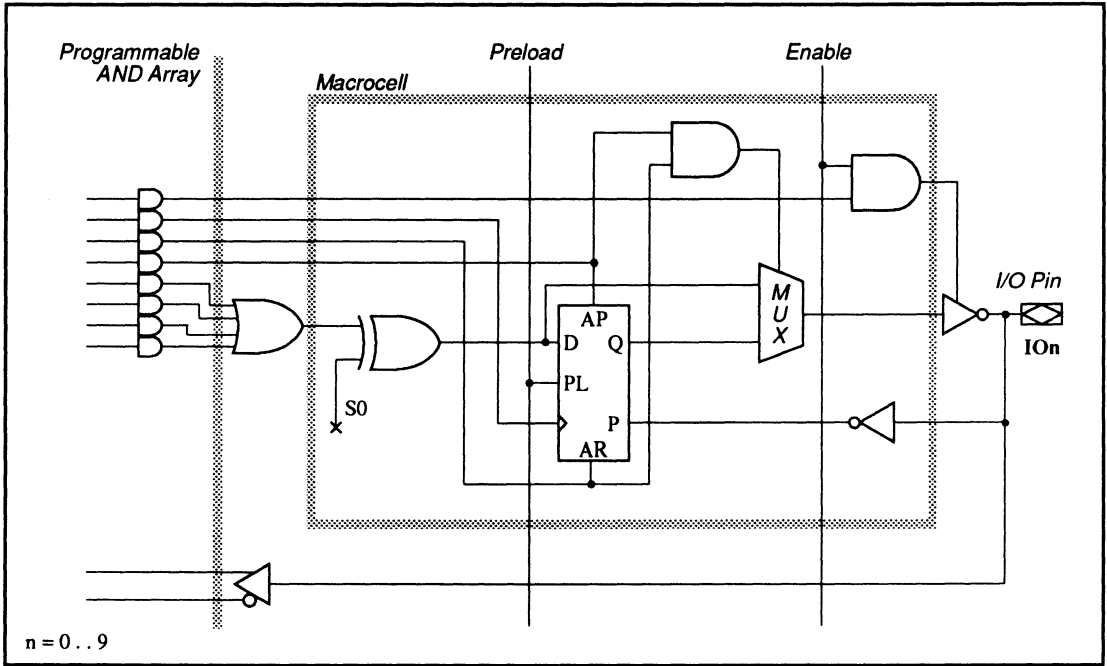 Programmable
AND Array
Preload
Enable
Macrocell
I/O Pin
IOn
M
U
X
AP
D
Q
PL
P
AR
S0
n = 0 . . 9